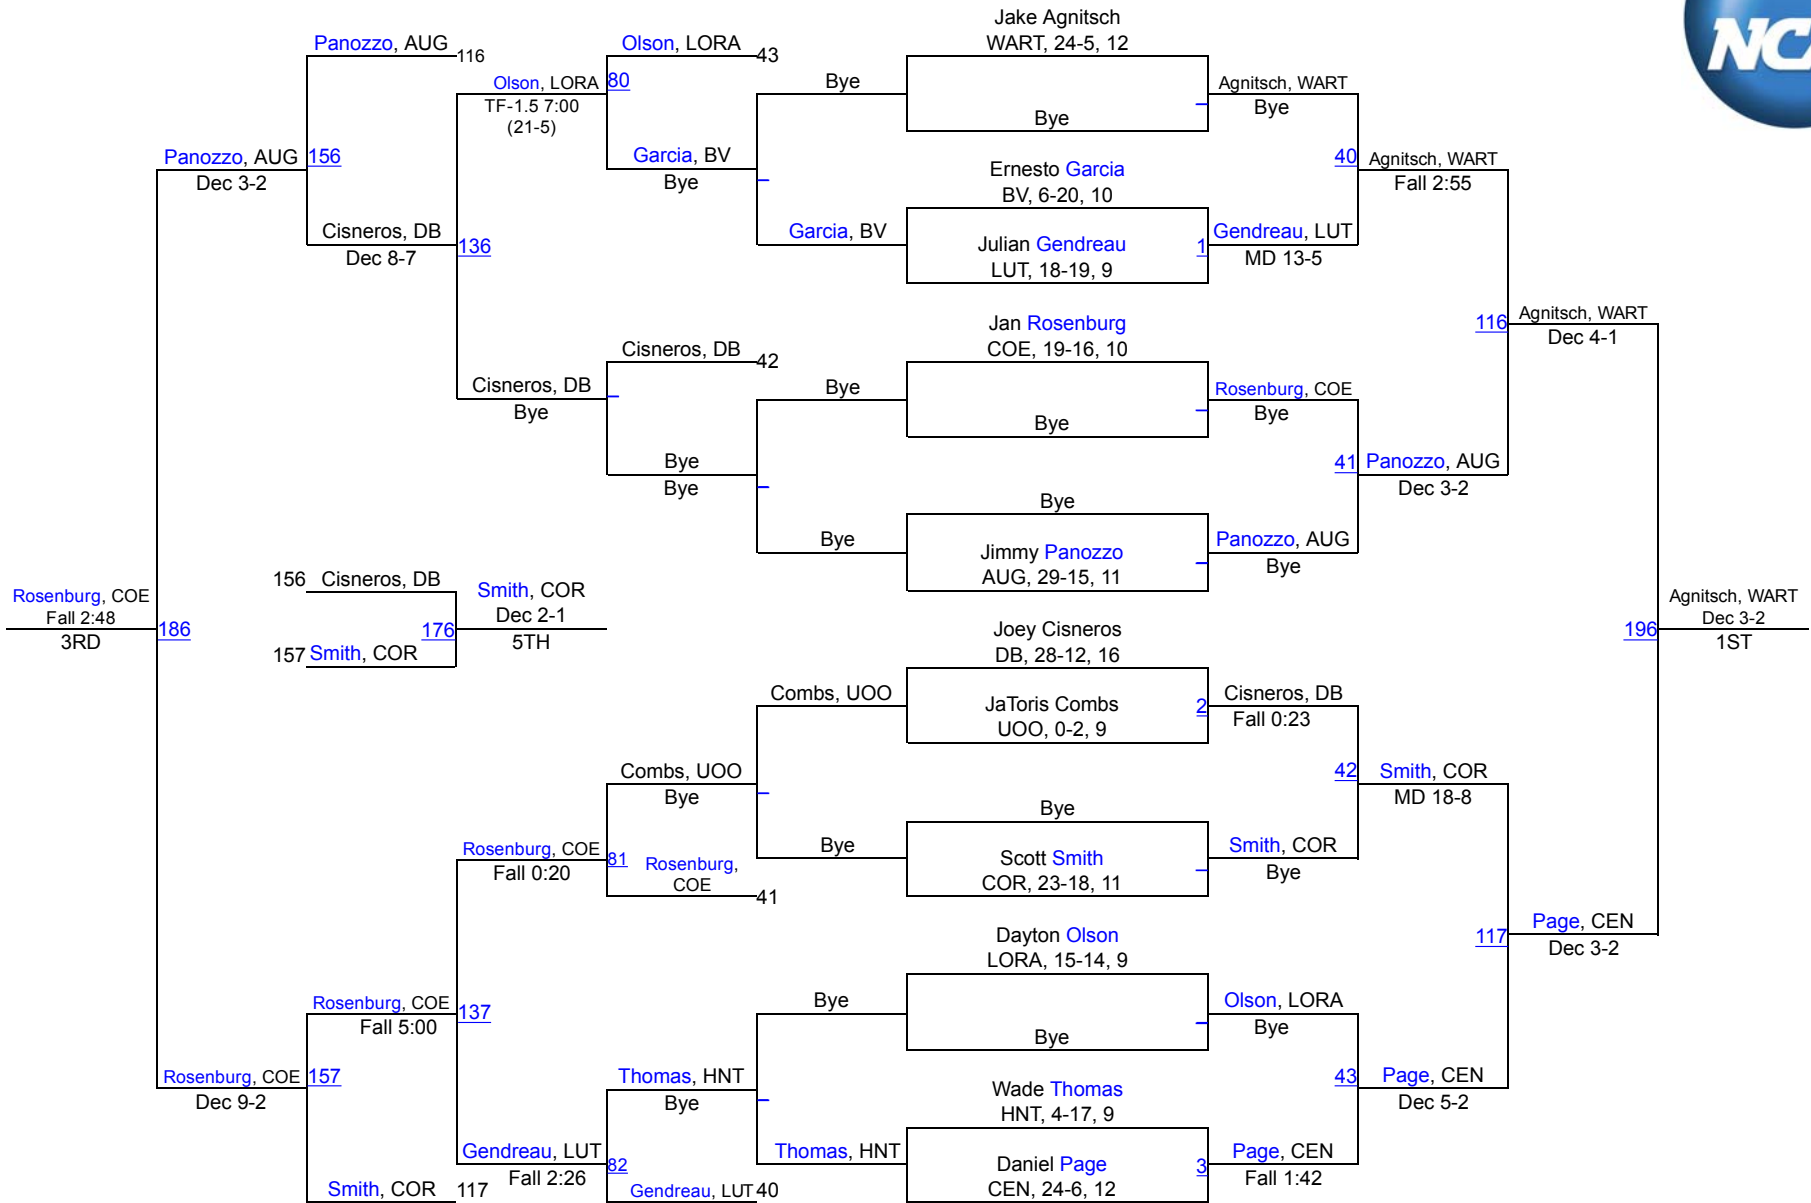 Jake Agnitsch
WART, 24-5, 12
NCA
Panozzo, AUG
116
Olson, LORA
43
Olson, LORA
80
TF-1.5 7:00
(21-5)
Bye
Agnitsch, WART
Bye
Bye
Panozzo, AUG
156
Dec 3-2
Garcia, BV
Bye
Ernesto Garcia
BV, 6-20, 10
40
Agnitsch, WART
Fall 2:55
Cisneros, DB
136
Dec 8-7
Garcia, BV
Julian Gendreau
LUT, 18-19, 9
1
Gendreau, LUT
MD 13-5
Jan Rosenburg
COE, 19-16, 10
116
Agnitsch, WART
Dec 4-1
Cisneros, DB
42
Cisneros, DB
Bye
Bye
Rosenburg, COE
Bye
Bye
Bye
Bye
41
Panozzo, AUG
Dec 3-2
Bye
Bye
Jimmy Panozzo
AUG, 29-15, 11
Panozzo, AUG
Bye
156 Cisneros, DB
Smith, COR
Dec 2-1
176
5TH
157 Smith, COR
Rosenburg, COE
Fall 2:48
186
3RD
Joey Cisneros
DB, 28-12, 16
196
Agnitsch, WART
Dec 3-2
1ST
Combs, UOO
JaToris Combs
UOO, 0-2, 9
2
Cisneros, DB
Fall 0:23
Combs, UOO
Bye
42
Smith, COR
MD 18-8
Bye
Bye
Scott Smith
COR, 23-18, 11
Smith, COR
Bye
Rosenburg, COE
81
Fall 0:20
Rosenburg,
COE
41
Dayton Olson
LORA, 15-14, 9
117
Page, CEN
Dec 3-2
Rosenburg, COE
137
Fall 5:00
Bye
Bye
Olson, LORA
Bye
Rosenburg, COE
157
Dec 9-2
Thomas, HNT
Bye
Wade Thomas
HNT, 4-17, 9
43
Page, CEN
Dec 5-2
Gendreau, LUT
82
Fall 2:26
Thomas, HNT
Daniel Page
CEN, 24-6, 12
3
Page, CEN
Fall 1:42
Smith, COR
117
Gendreau, LUT
40